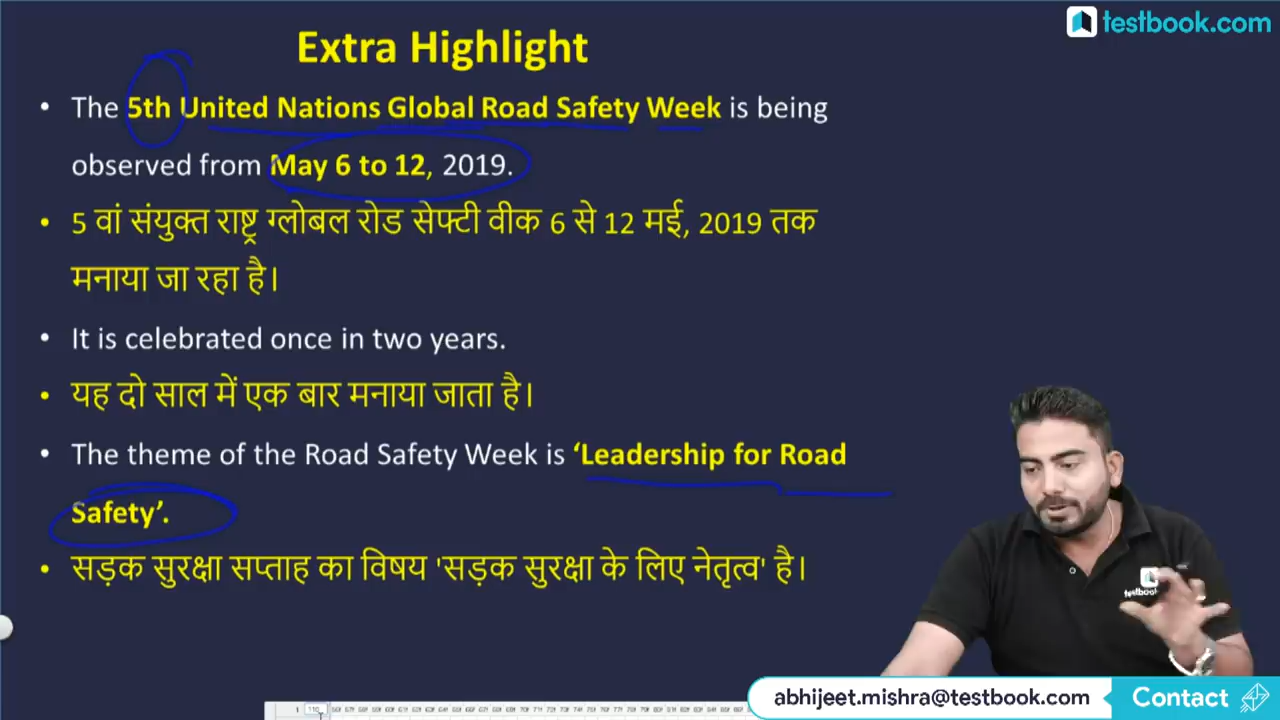 testbook.com
Extra Highlight
• The 5th United Nations Global Road Safety Week is being
observed from May 6 to 12, 2019.
• 5 वां संयुक्त राष्ट्र ग्लोबल रोड सेफ्टी वीक 6 से 12 मई, 2019 तक
मनाया जा रहा है।
• It is celebrated once in two years.
• यह दो साल में एक बार मनाया जाता है।
• The theme of the Road Safety Week is ‘Leadership for Road
Safety’.
• सड़क सुरक्षा सप्ताह का विषय 'सड़क सुरक्षा के लिए नेतृत्व' है।
testbook
abhijeet.mishra@testbook.com
Contact